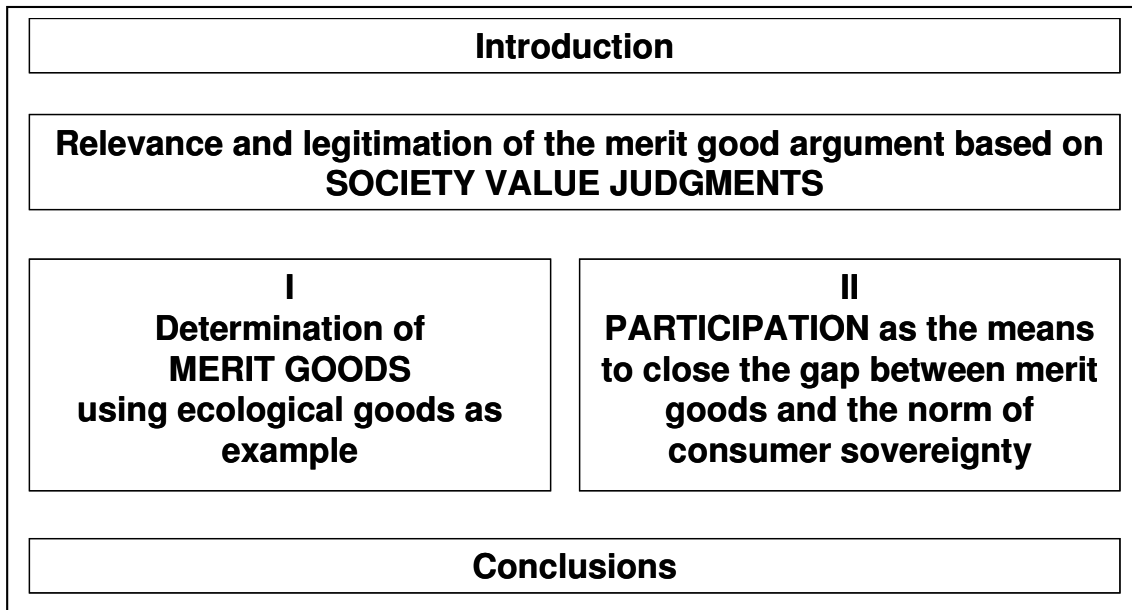 Introduction
Relevance and legitimation of the merit good argument based on
SOCIETY VALUE JUDGMENTS
I
Determination of
MERIT GOODS
using ecological goods as
example
II
PARTICIPATION as the means
to close the gap between merit
goods and the norm of
consumer sovereignty
Conclusions